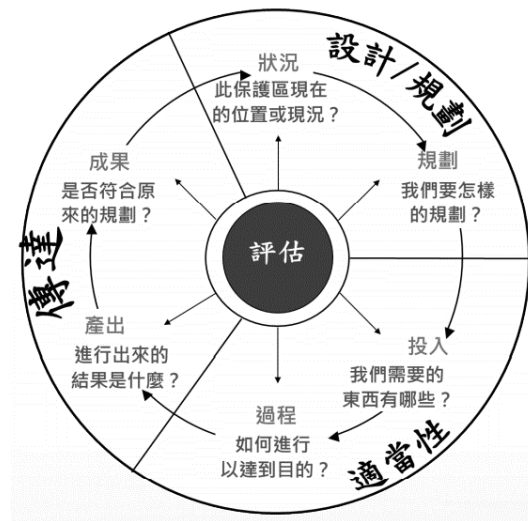 設計/規劃
狀況
此保護區現在
的位置或現況？
規劃
我們要怎樣
的規劃？
成果
是否符合原
來的規劃？
評估
傳達
產出
進行出來的
結果是什麼？
投入
我們需要的
東西有哪些？
過程
如何進行
以達到目的？
適當性